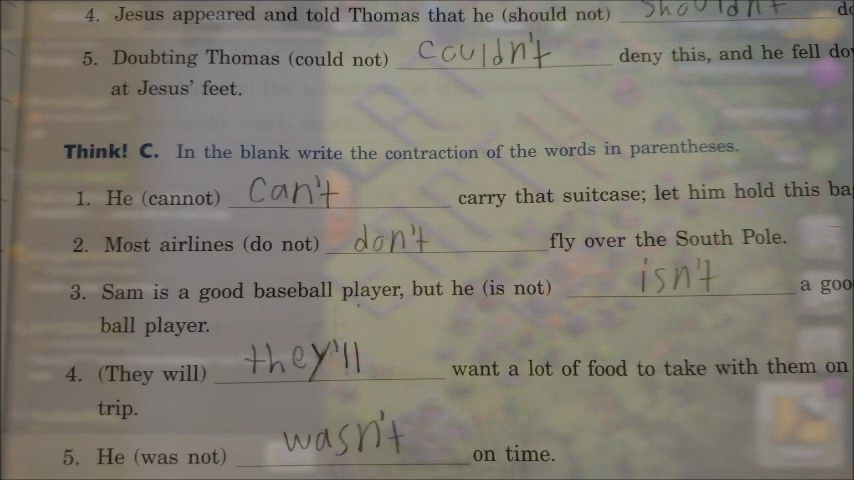 4. Jesus appeared and told Thomas that he (should not) shouldn't do
5. Doubting Thomas (could not) couldn't deny this, and he fell do
at Jesus' feet.
Think! C. In the blank write the contraction of the words in parentheses.
1. He (cannot) can't carry that suitcase; let him hold this ba
2. Most airlines (do not) don't fly over the South Pole.
3. Sam is a good baseball player, but he (is not) isn't a goo
ball player.
4. (They will) they'll want a lot of food to take with them on
trip.
5. He (was not) wasn't on time.